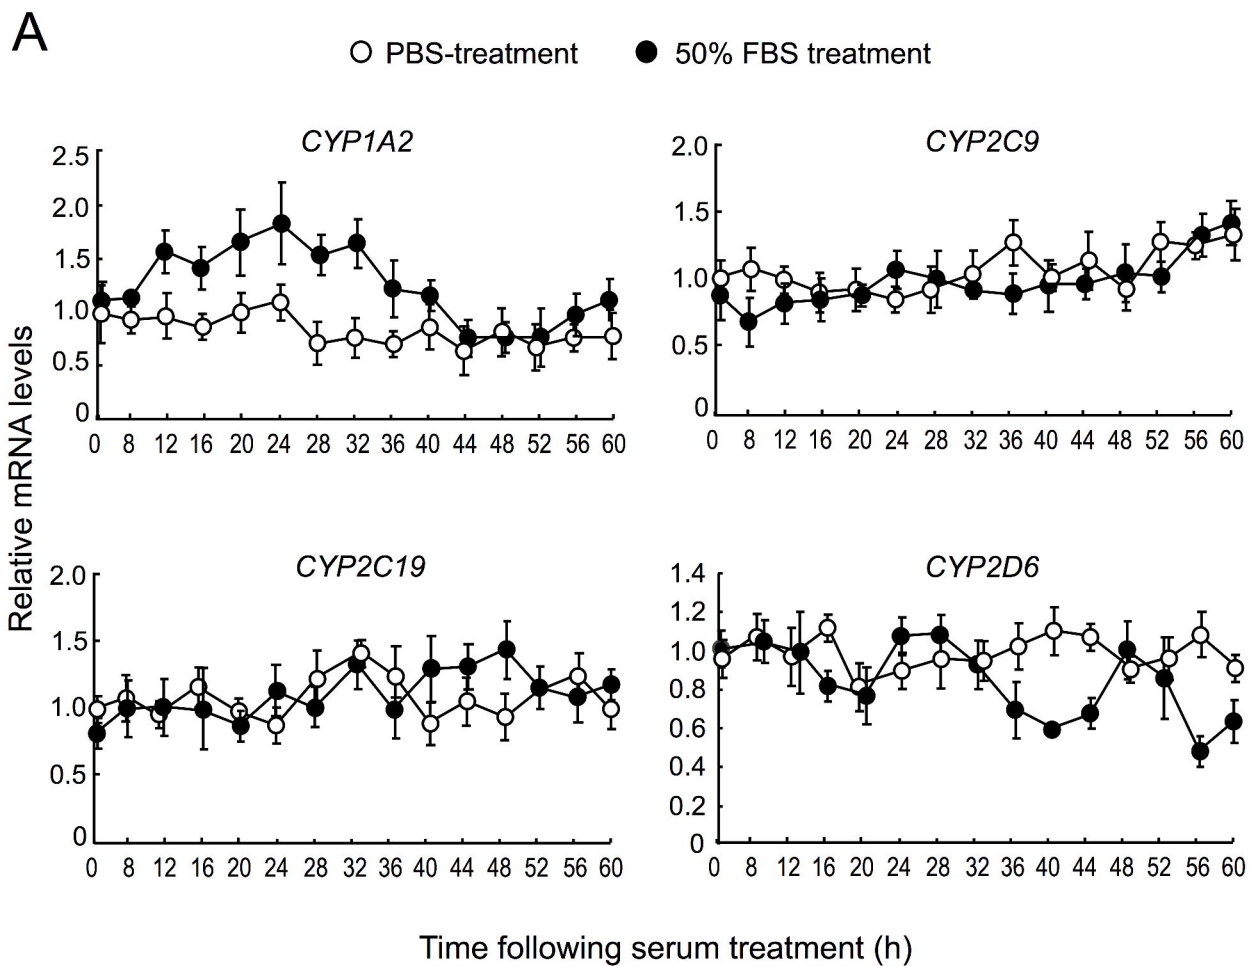 A
PBS-treatment 50% FBS treatment
CYP1A2
2.5
2.0
1.5
1.0
0.5
0
0 8 12 16 20 24 28 32 36 40 44 48 52 56 60
CYP2C9
2.0
1.5
1.0
0.5
0
0 8 12 16 20 24 28 32 36 40 44 48 52 56 60
Relative mRNA levels
CYP2C19
2.0
1.5
1.0
0.5
0
0 8 12 16 20 24 28 32 36 40 44 48 52 56 60
CYP2D6
1.4
1.2
1.0
0.8
0.6
0.4
0.2
0
0 8 12 16 20 24 28 32 36 40 44 48 52 56 60
Time following serum treatment (h)